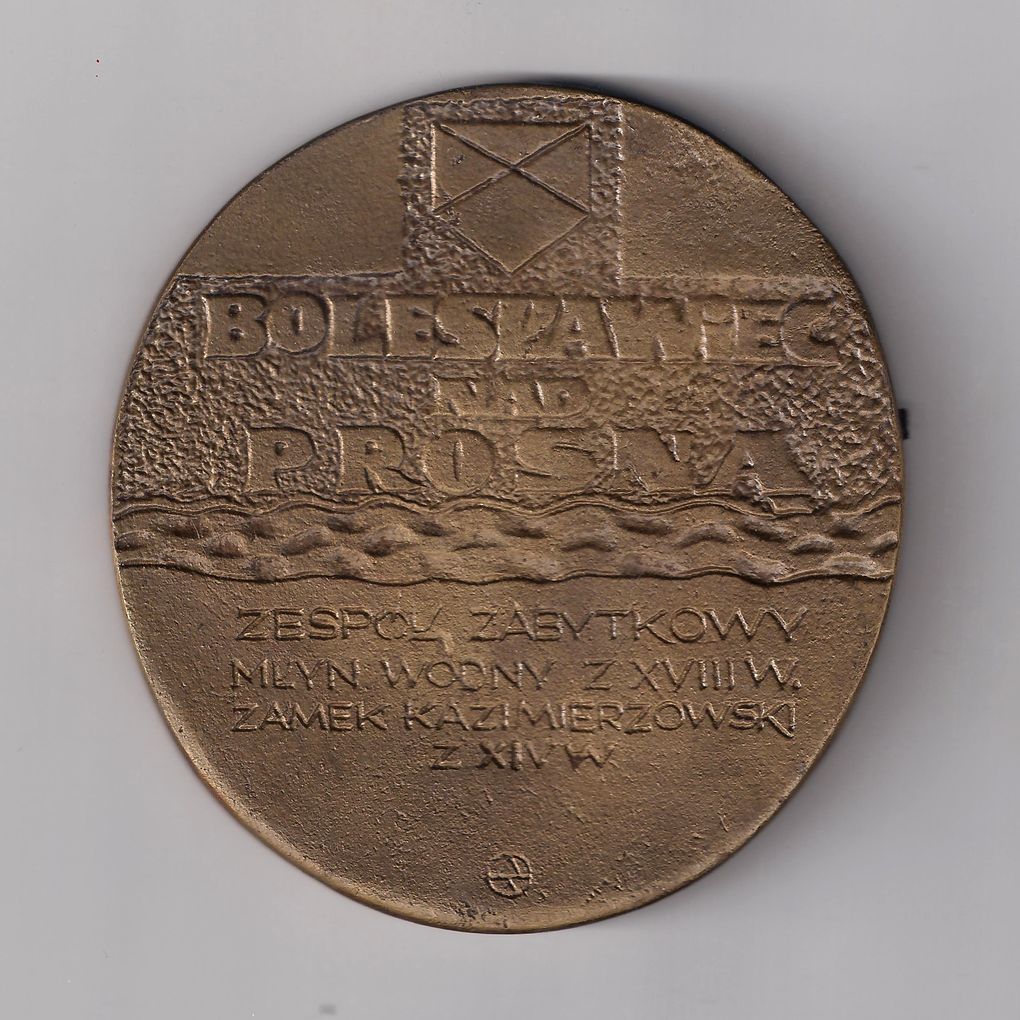 BOLESŁAWiEC
NAD
PROSNĄ
ZESPÓŁ ZABYTKOWY
MŁYN WODNY Z XVIII W.
ZAMEK KAZIMIERZOWSKI
Z XIV W.